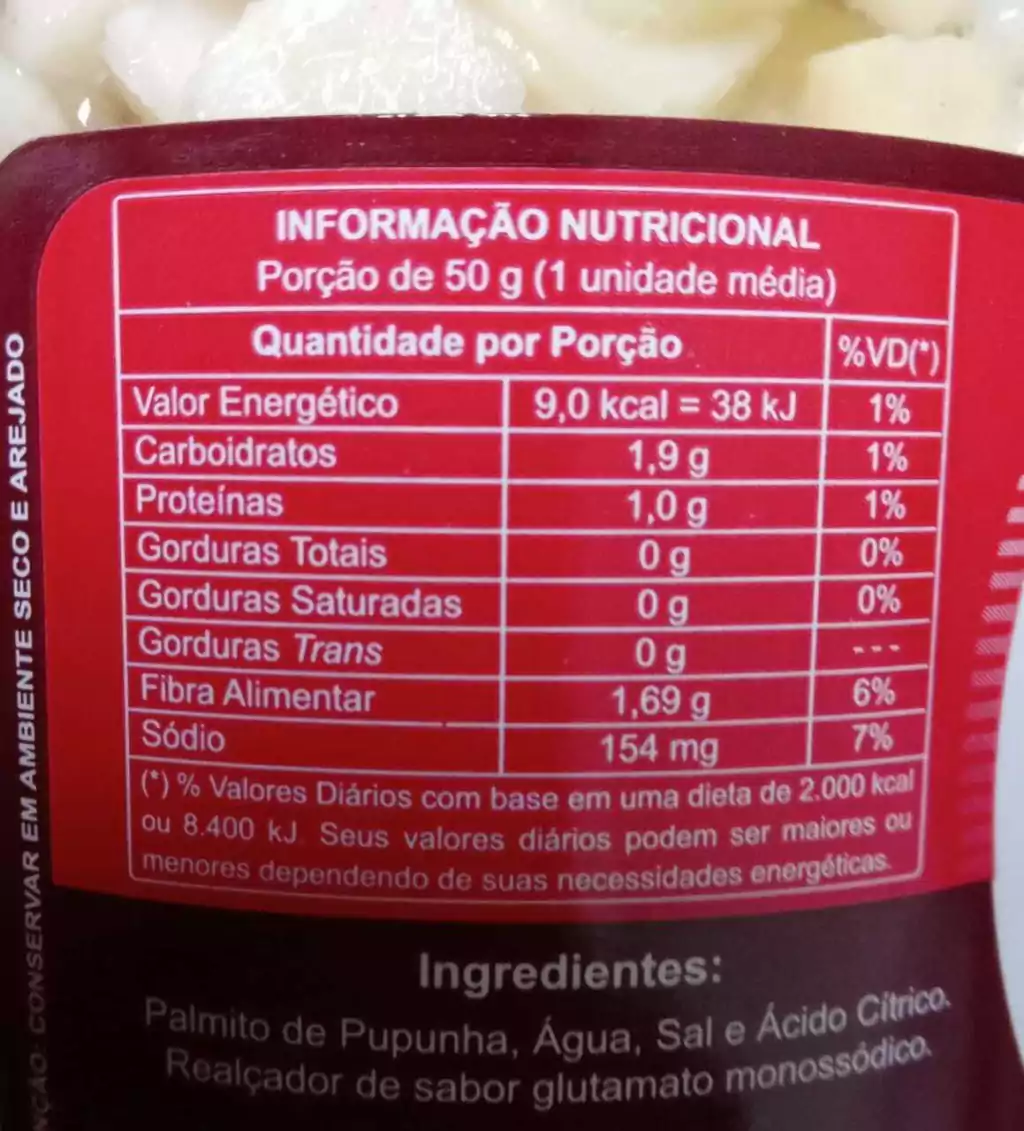 INFORMAÇÃO NUTRICIONAL
Porção de 50 g (1 unidade média)
Quantidade por Porção %VD(*)
Valor Energético 9,0 kcal = 38 kJ 1%
Carboidratos 1,9 g 1%
Proteínas 1,0 g 1%
Gorduras Totais 0 g 0%
Gorduras Saturadas 0 g 0%
Gorduras Trans 0 g ---
Fibra Alimentar 1,69 g 6%
Sódio 154 mg 7%
(*) % Valores Diários com base em uma dieta de 2.000 kcal
ou 8.400 kJ. Seus valores diários podem ser maiores ou
menores dependendo de suas necessidades energéticas.
Ingredientes:
Palmito de Pupunha, Água, Sal e Ácido Cítrico.
Realçador de sabor glutamato monossódico.
CONSERVAR EM AMBIENTE SECO E AREJADO